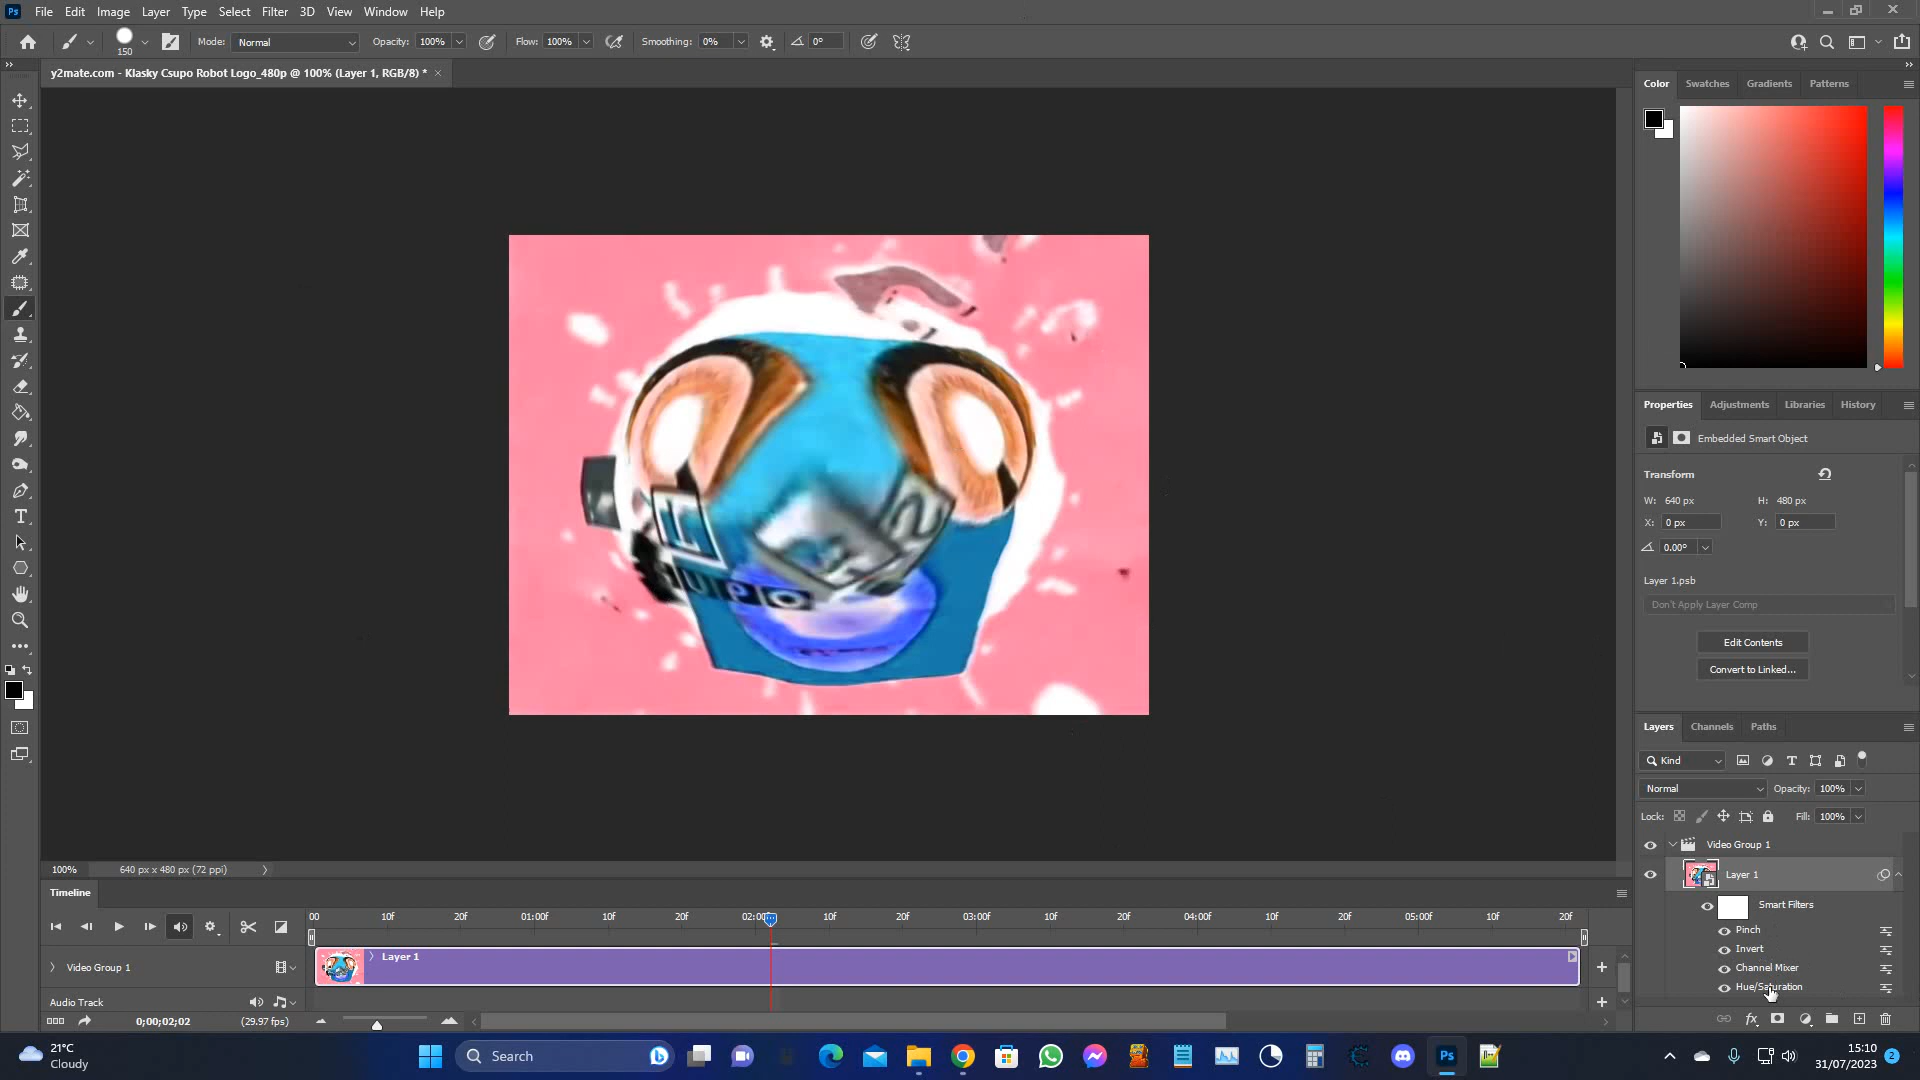 Ps File Edit Image Layer Type Select Filter 3D View Window Help
150 Mode: Normal Opacity: 100% Flow: 100% Smoothing: 0% 0°
y2mate.com - Klasky Csupo Robot Logo_480p @ 100% (Layer 1, RGB/8) * ×
Color Swatches Gradients Patterns
Properties Adjustments Libraries History
Embedded Smart Object
Transform
W: 640 px H: 480 px
X: 0 px Y: 0 px
0.00°
Layer 1.psb
Don't Apply Layer Comp
Edit Contents
Convert to Linked...
UPO
Layers Channels Paths
Kind
Normal Opacity: 100%
Lock: Fill: 100%
Video Group 1
Layer 1
Smart Filters
Pinch
Invert
Channel Mixer
Hue/Saturation
fx
100% 640 px x 480 px (72 ppi)
Timeline
00 10f 20f 01:00f 10f 20f 02:00f 10f 20f 03:00f 10f 20f 04:00f 10f 20f 05:00f 10f 20f
Video Group 1 Layer 1
Audio Track
0;00;02;02 (29.97 fps)
21°C
Cloudy
Search
Ps
15:10
31/07/2023
2